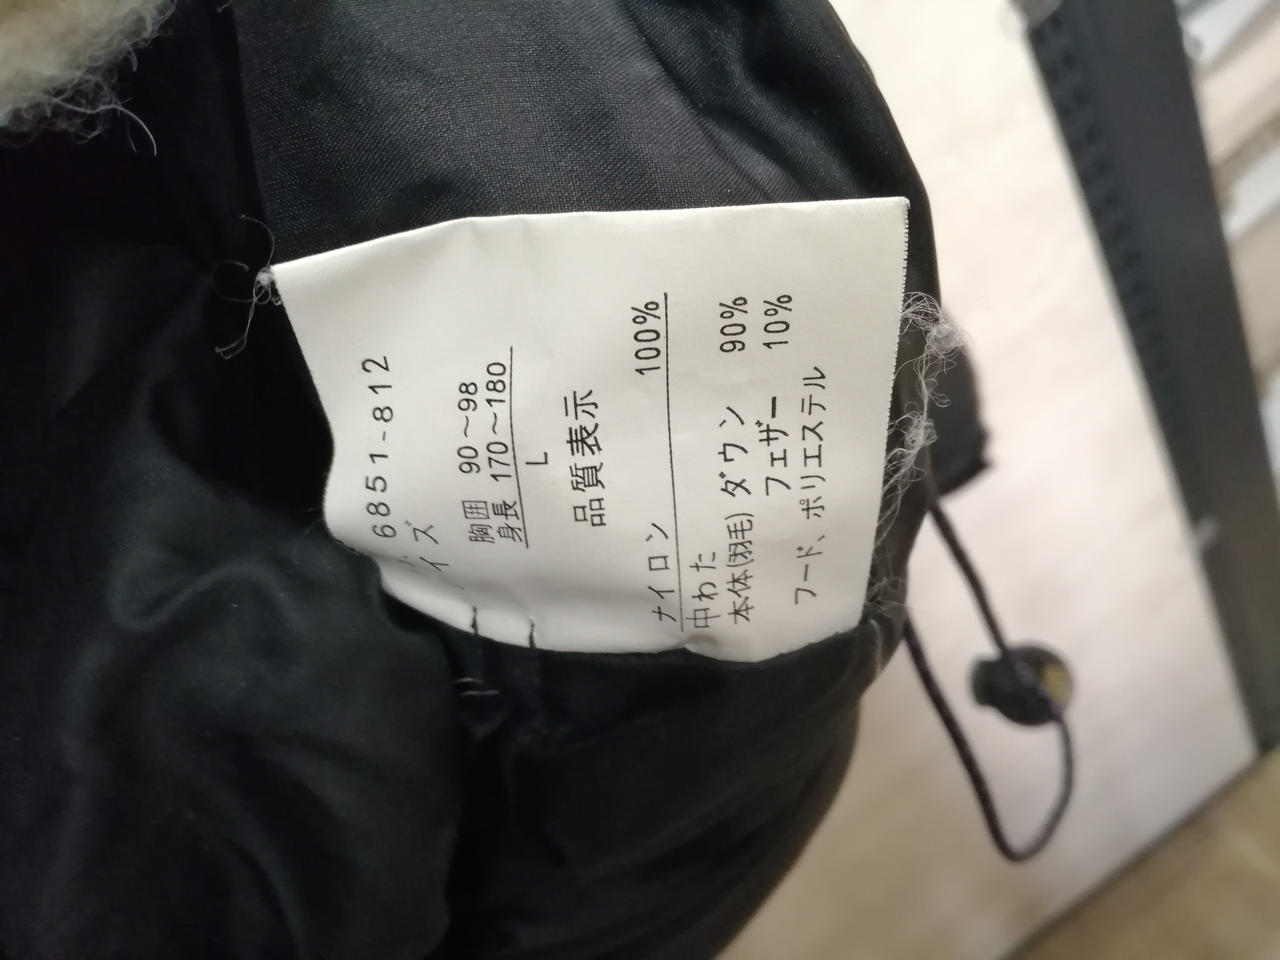 6851-812
イズ
胸囲 90～98
身長 170～180
L
品質表示
ナイロン 100%
中わた
本体(羽毛) ダウン 90%
フェザー 10%
フード、ポリエステル